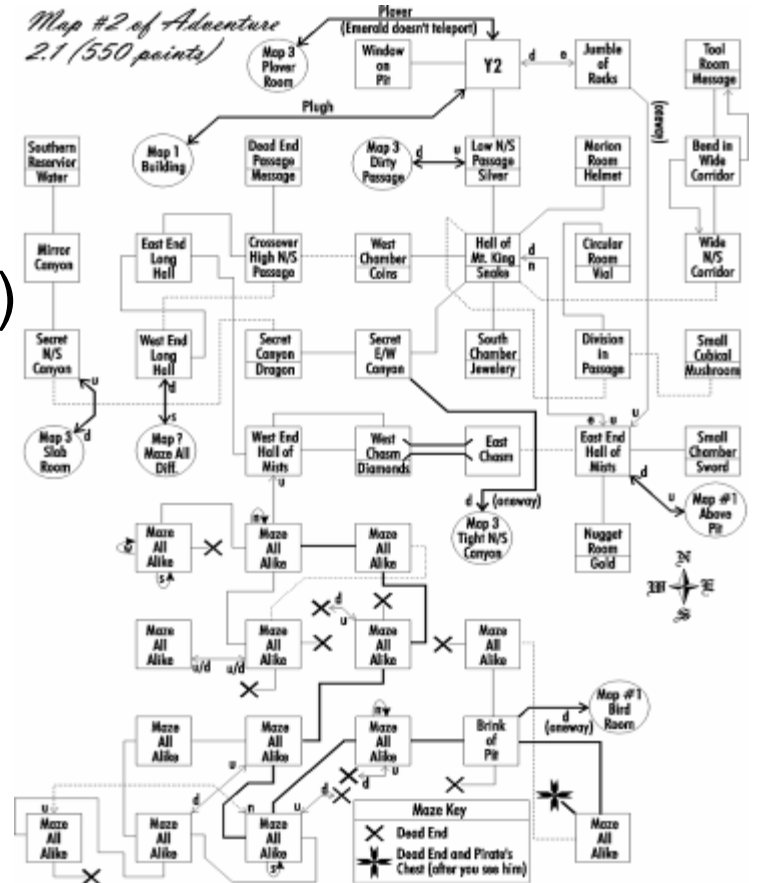 Map #2 of Adventure
2.1 (550 points)
Plover
(Emerald doesn't teleport)
Map 3
Plover
Room
Window
on
Pit
Y2
d
e
Jumble
of
Rocks
Tool
Room
Message
Plugh
(oneway)
Southern
Reservior
Water
Map 1
Building
Dead End
Passage
Message
Map 3
Dirty
Passage
d
u
Low N/S
Passage
Silver
Morion
Room
Helmet
Bend in
Wide
Corridor
Mirror
Canyon
East End
Long
Hall
Crossover
High N/S
Passage
West
Chamber
Coins
Hall of
Mt. King
Snake
d
n
Circular
Room
Vial
Wide
N/S
Corridor
)
Secret
N/S
Canyon
West End
Long
Hall
Secret
Canyon
Dragon
Secret
E/W
Canyon
South
Chamber
Jewelery
Division
in
Passage
Small
Cubical
Mushroom
u
d
d
s
e
u
u
Map 3
Slab
Room
Map ?
Maze All
Diff.
West End
Hall of
Mists
West
Chasm
Diamonds
East
Chasm
East End
Hall of
Mists
Small
Chamber
Sword
u
d (oneway)
d
u
Map #1
Above
Pit
Map 3
Tight N/S
Canyon
Nugget
Room
Gold
Maze
All
Alike
n
Maze
All
Alike
Maze
All
Alike
s
N
W
E
S
d
u
Maze
All
Alike
u/d
u/d
Maze
All
Alike
Maze
All
Alike
Maze
All
Alike
Map #1
Bird
Room
d
(oneway)
Maze
All
Alike
Maze
All
Alike
n
Maze
All
Alike
Brink
of
Pit
u
d
u
d
u
n
u
d
Maze
All
Alike
Maze
All
Alike
Maze
All
Alike
s
Maze
All
Alike
Maze Key
Dead End
Dead End and Pirate's
Chest (after you see him)